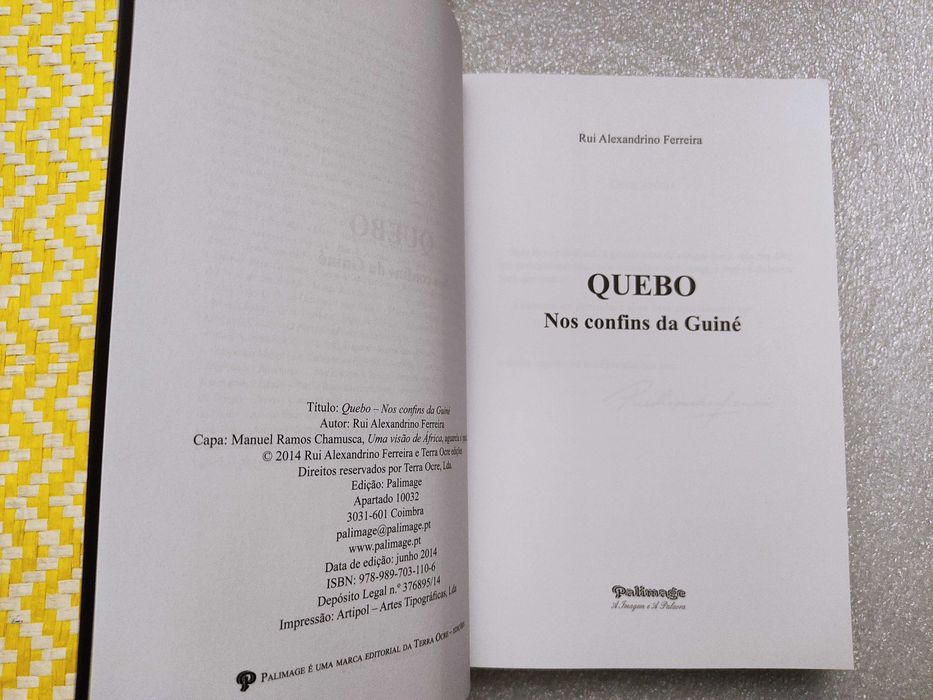 Título: Quebo – Nos confins da Guiné
Autor: Rui Alexandrino Ferreira
Capa: Manuel Ramos Chamusca, Uma visão de África, aguarela s
© 2014 Rui Alexandrino Ferreira e Terra Ocre edições
Direitos reservados por Terra Ocre, Lda.
Edição: Palimage
Apartado 10032
3031-601 Coimbra
palimage@palimage.pt
www.palimage.pt
Data de edição: junho 2014
ISBN: 978-989-703-110-6
Depósito Legal n.º 376895/14
Impressão: Artipol – Artes Tipográficas, Lda
PALIMAGE É UMA MARCA EDITORIAL DA TERRA OCRE – EDIÇÕES
Rui Alexandrino Ferreira
QUEBO
Nos confins da Guiné
Palimage
A Imagem e A Palavra